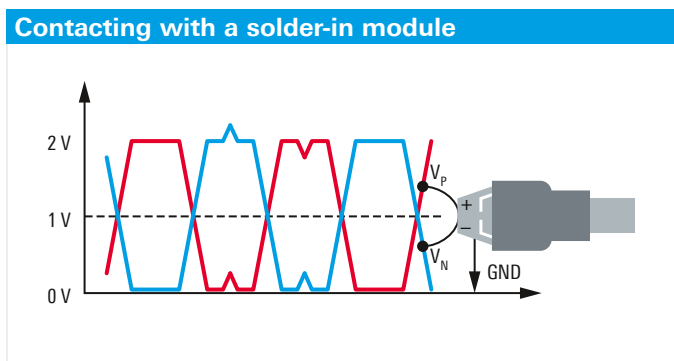 Contacting with a solder-in module
2 V
1 V
0 V
V_P
+
−
V_N
GND